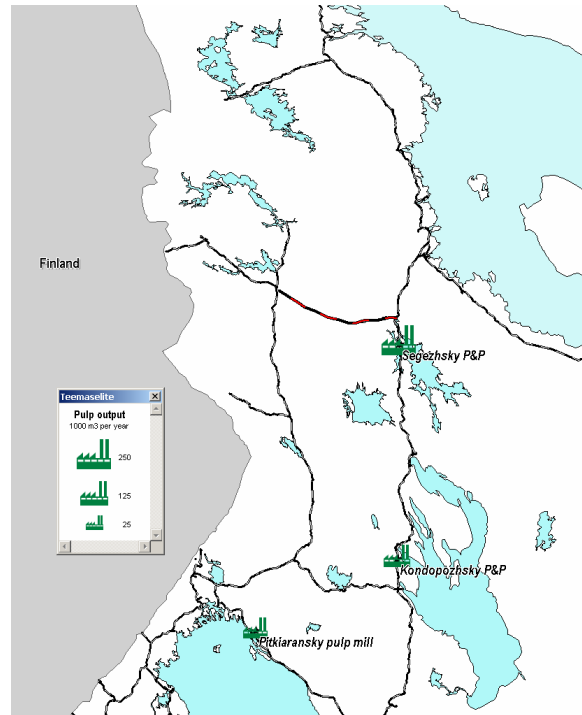 Finland
Segezhsky P&P
Teemaselite
Pulp output
1000 m3 per year
250
125
25
Kondopozhsky P&P
Pitkiaransky pulp mill